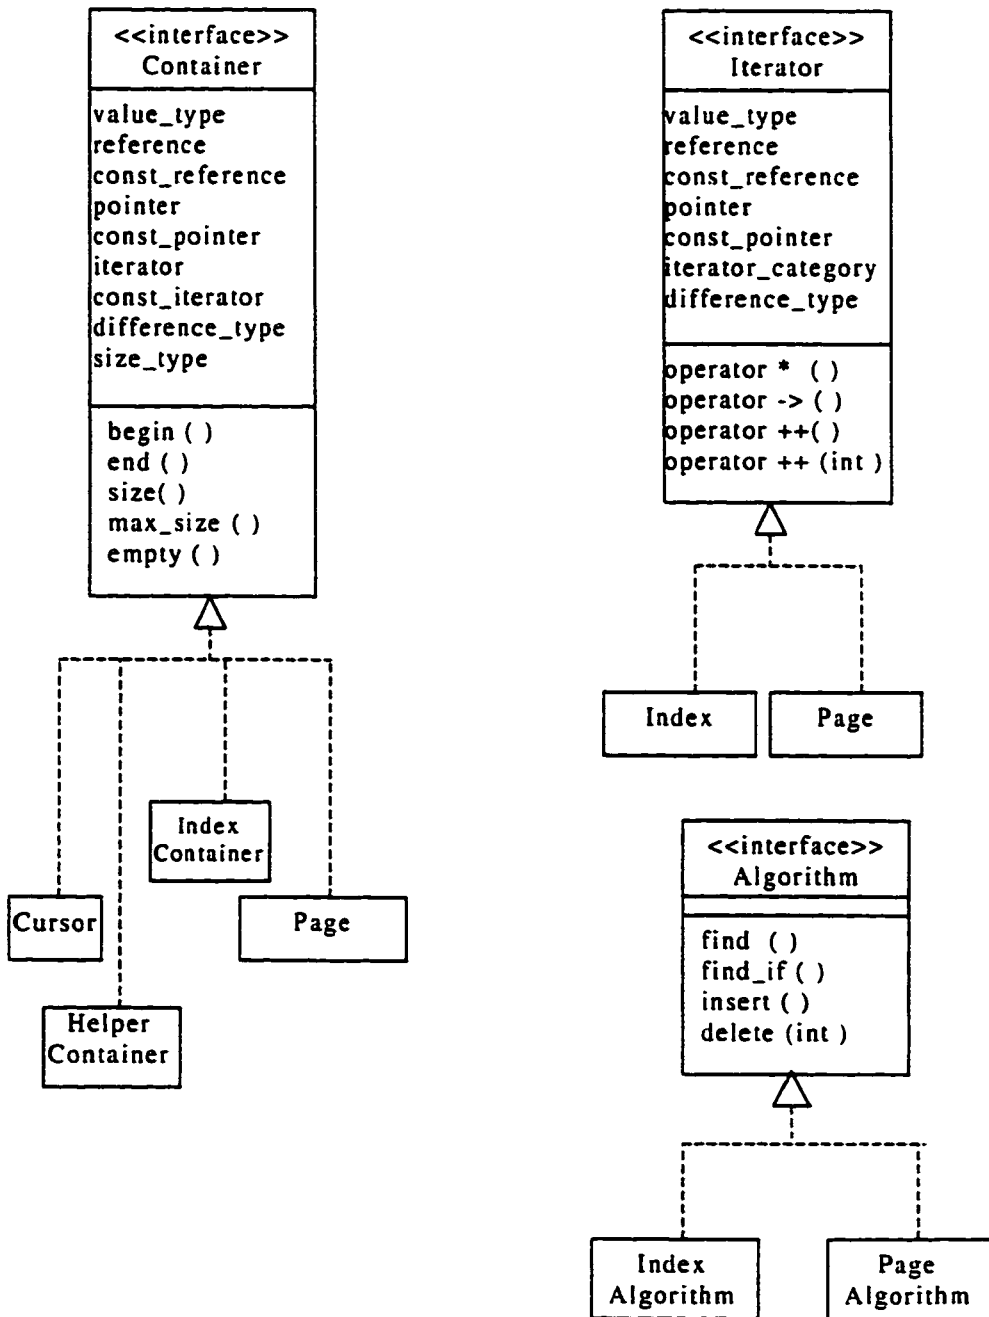 <<interface>>
Container
value_type
reference
const_reference
pointer
const_pointer
iterator
const_iterator
difference_type
size_type
begin ( )
end ( )
size( )
max_size ( )
empty ( )
Cursor
Helper
Container
Index
Container
Page
<<interface>>
Iterator
value_type
reference
const_reference
pointer
const_pointer
iterator_category
difference_type
operator * ( )
operator -> ( )
operator ++( )
operator ++ (int )
Index
Page
<<interface>>
Algorithm
find ( )
find_if ( )
insert ( )
delete (int )
Index
Algorithm
Page
Algorithm